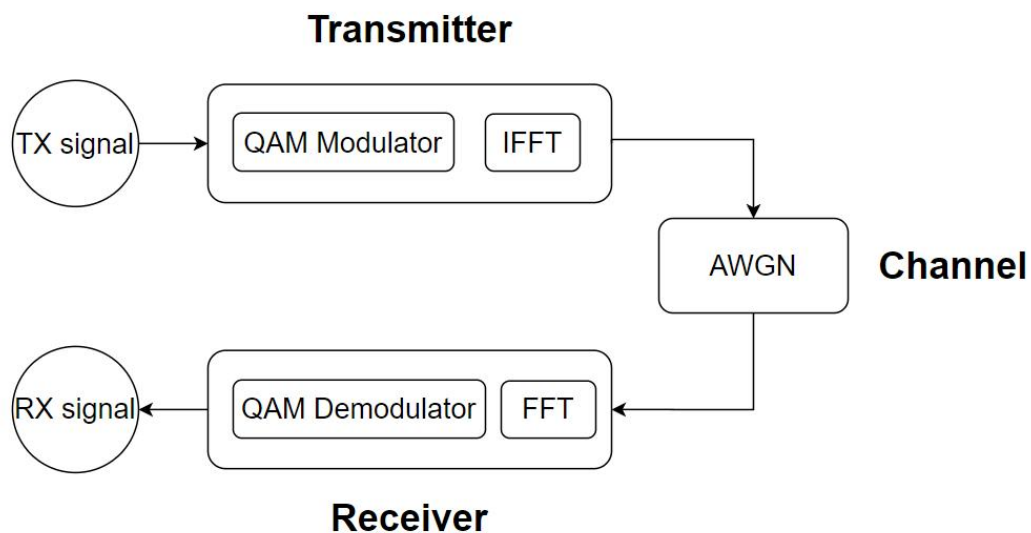 Transmitter
TX signal
QAM Modulator
IFFT
AWGN
Channel
RX signal
QAM Demodulator
FFT
Receiver